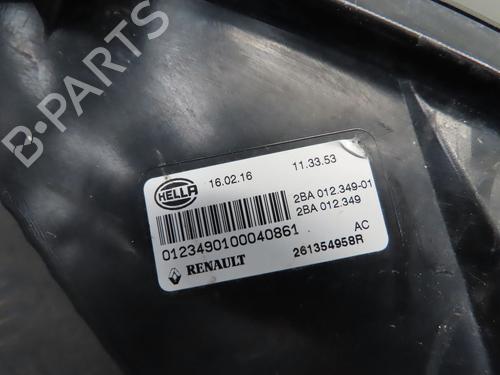 HELLA
16.02.16 11.33.53
2BA 012.349-01
2BA 012.349
0123490100040861
AC
RENAULT 261354958R
B-PARTS